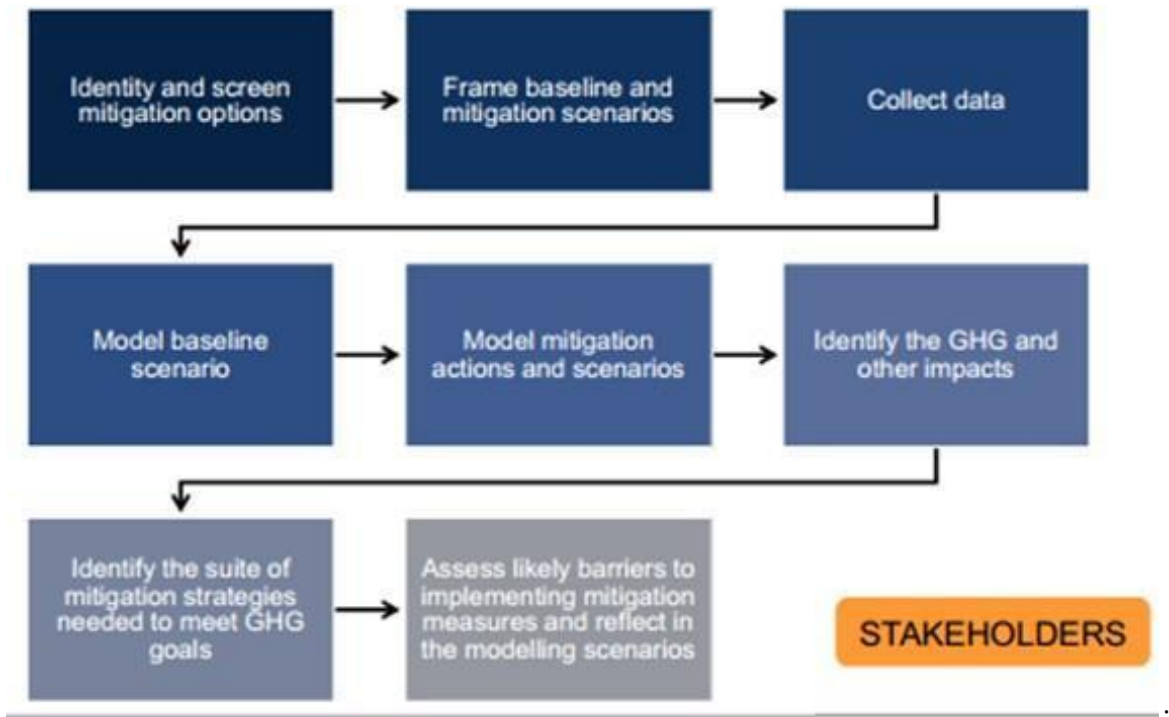 Identity and screen
mitigation options
Frame baseline and
mitigation scenarios
Collect data
Model baseline
scenario
Model mitigation
actions and scenarios
Identify the GHG and
other impacts
Identify the suite of
mitigation strategies
needed to meet GHG
goals
Assess likely barriers to
implementing mitigation
measures and reflect in
the modelling scenarios
STAKEHOLDERS
.